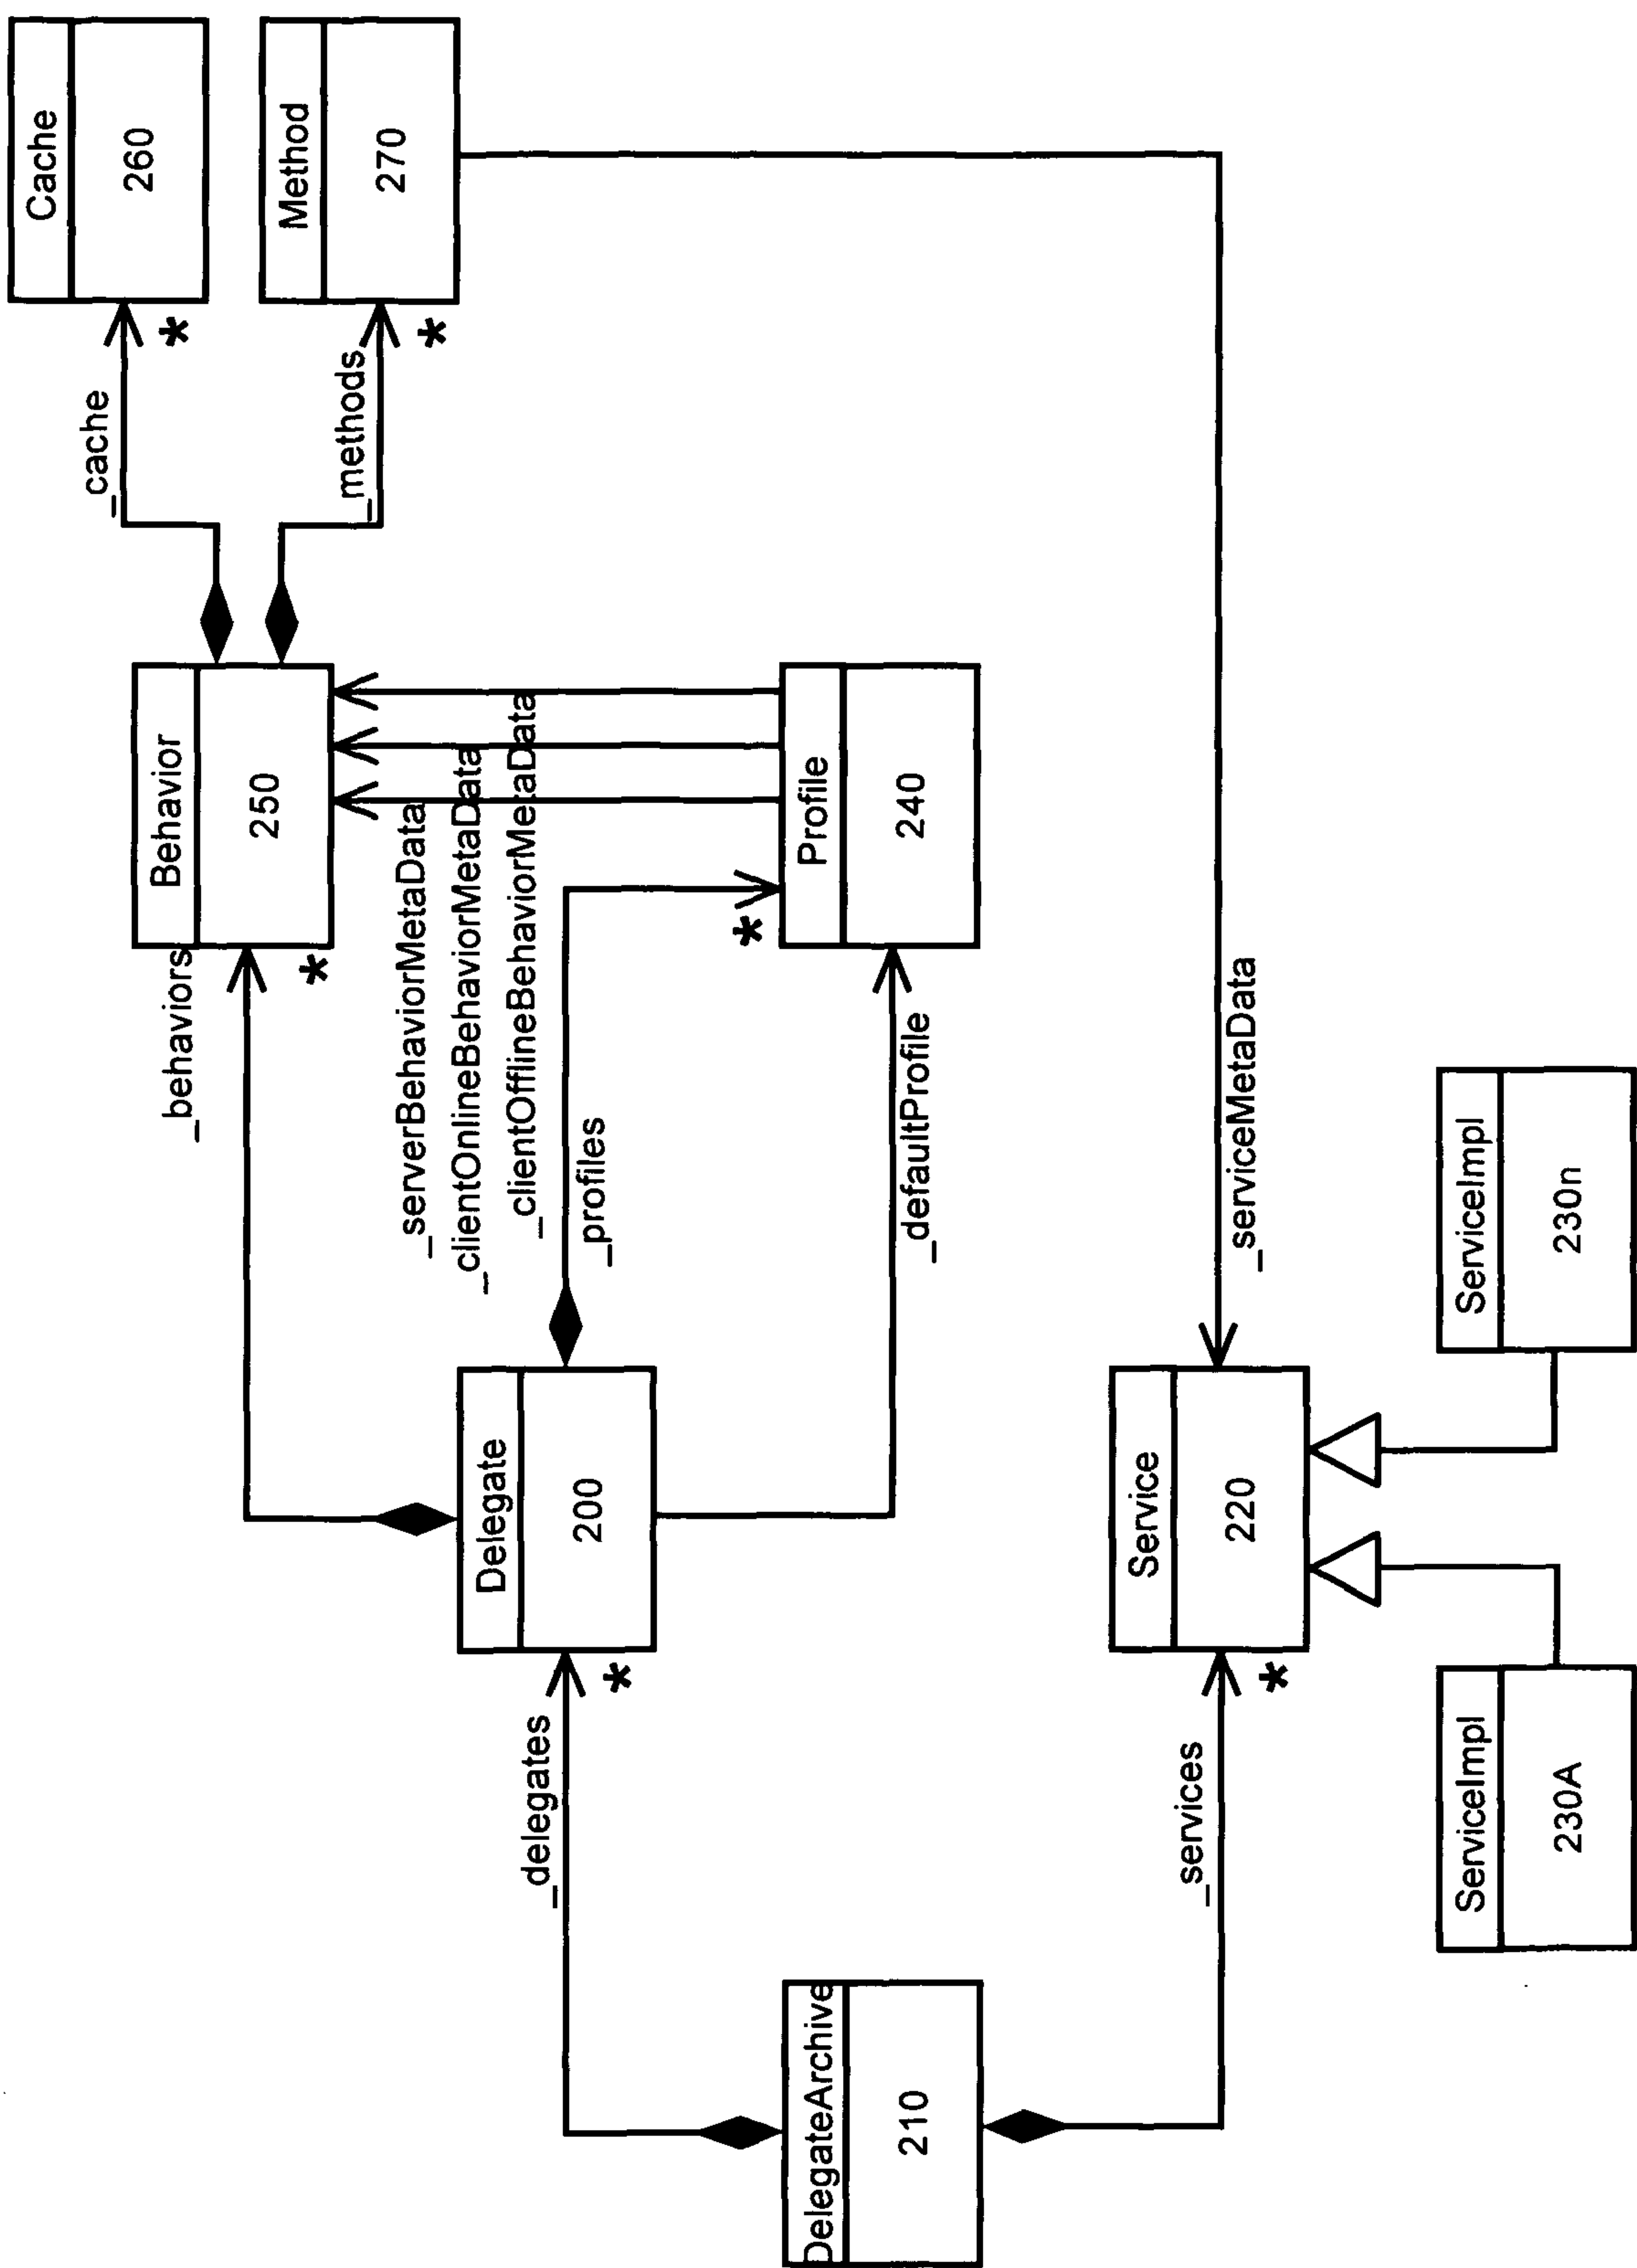 Cache
260
_cache
Method
270
_methods
Behavior
250
_behaviors
*
*
*
_serverBehaviorMetaData
_clientOnlineBehaviorMetaData
_clientOfflineBehaviorMetaData
Delegate
200
_delegates
*
_profiles
*
Profile
240
_defaultProfile
DelegateArchive
210
_services
*
Service
220
_serviceMetaData
ServiceImpl
230A
ServiceImpl
230n